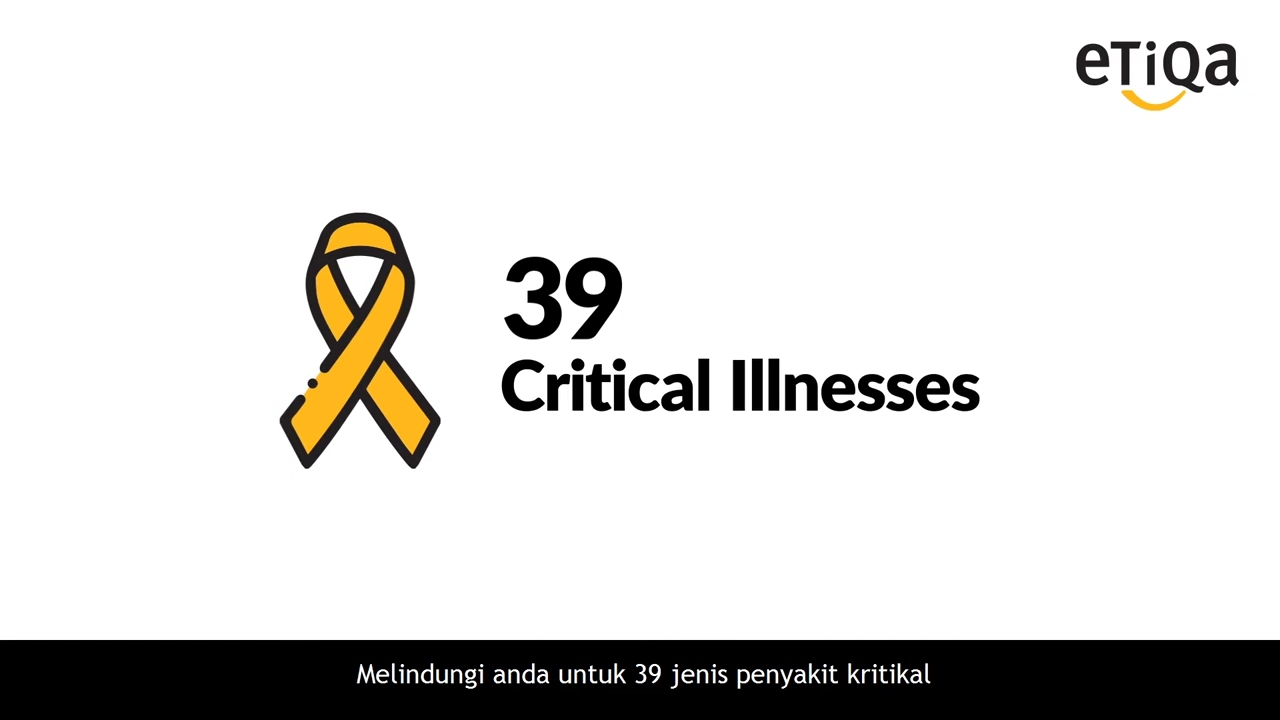 eTiQa
39
Critical Illnesses
Melindungi anda untuk 39 jenis penyakit kritikal